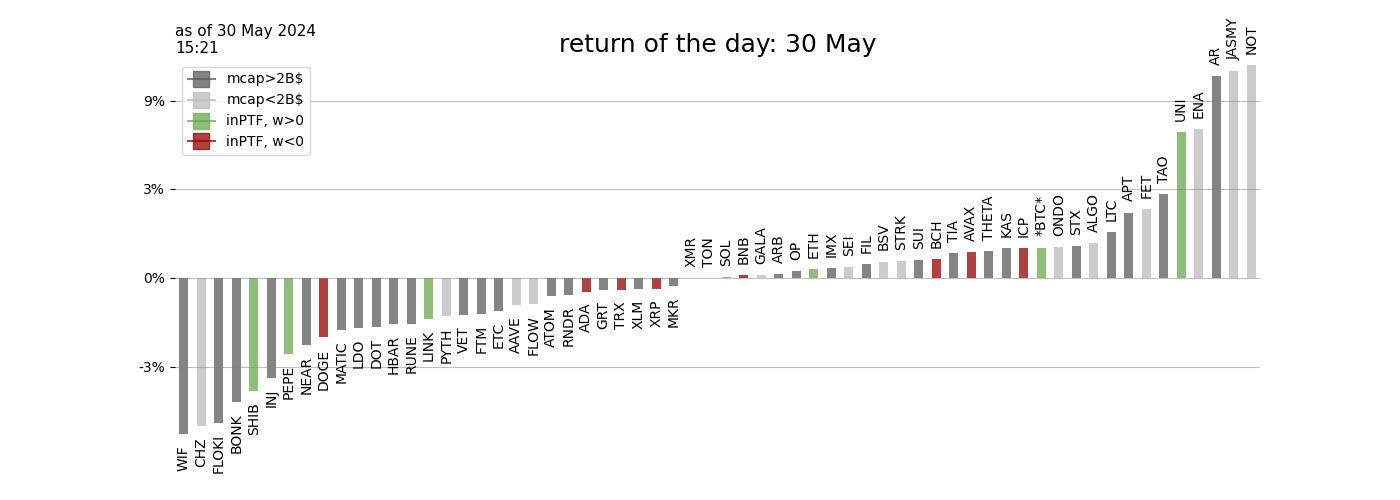 as of 30 May 2024
15:21
return of the day: 30 May
mcap>2B$
mcap<2B$
inPTF, w>0
inPTF, w<0
9%
3%
0%
-3%
WIF
CHZ
FLOKI
BONK
SHIB
INJ
PEPE
NEAR
DOGE
MATIC
LDO
DOT
HBAR
RUNE
LINK
PYTH
VET
FTM
ETC
AAVE
FLOW
ATOM
RNDR
ADA
GRT
TRX
XLM
XRP
MKR
XMR
TON
SOL
BNB
GALA
ARB
OP
ETH
IMX
SEI
FIL
BSV
STRK
SUI
BCH
TIA
AVAX
THETA
KAS
ICP
*BTC*
ONDO
STX
ALGO
LTC
APT
FET
TAO
UNI
ENA
AR
JASMY
NOT